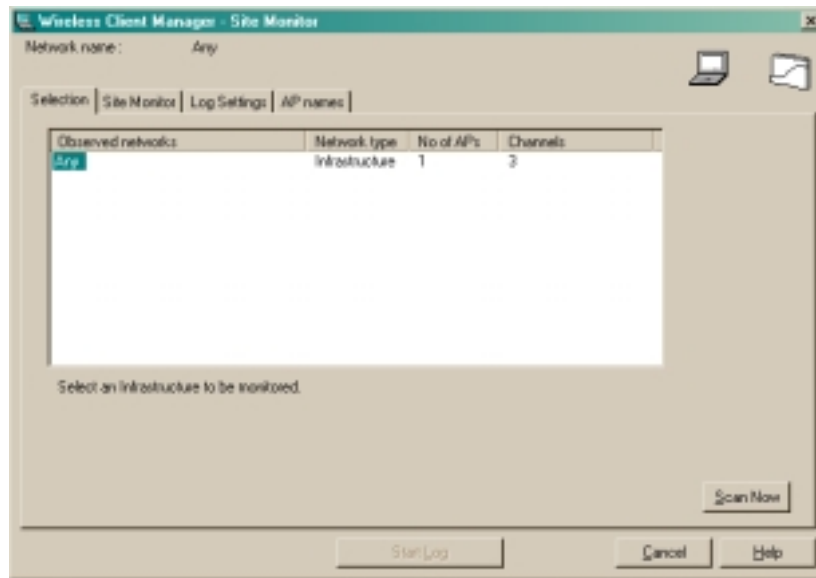 Wireless Client Manager - Site Monitor
Network name : Any
Selection Site Monitor Log Settings AP names
Observed networks Network type No of APs Channels
Any Infrastructure 1 3
Select an Infrastructure to be monitored.
Scan Now
Start Log Cancel Help